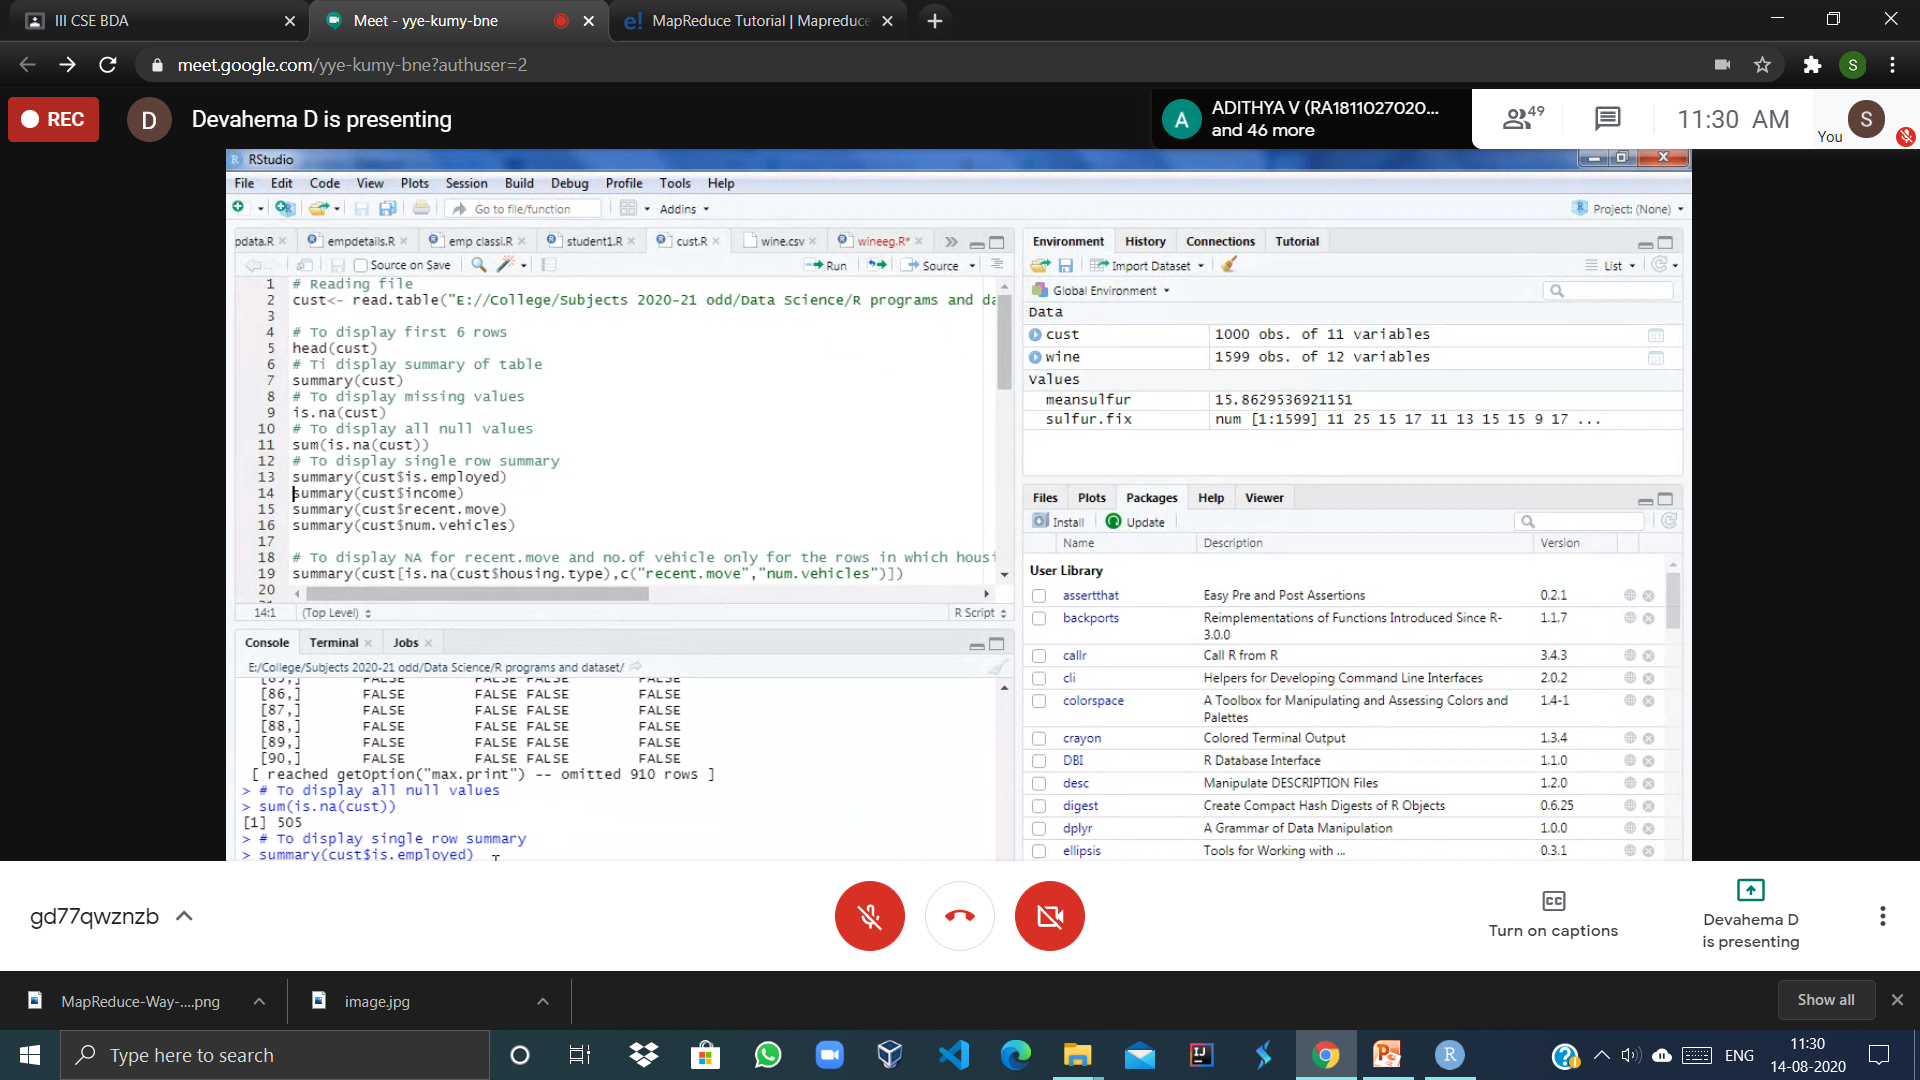 III CSE BDA
Meet - yye-kumy-bne
MapReduce Tutorial | Mapreduce
meet.google.com/yye-kumy-bne?authuser=2
S
REC
D
Devahema D is presenting
A
ADITHYA V (RA1811027020...
and 46 more
49
11:30 AM
You
S
RStudio
File Edit Code View Plots Session Build Debug Profile Tools Help
Go to file/function
Addins
Project: (None)
pdata.R
empdetails.R
emp classi.R
student1.R
cust.R
wine.csv
wineeg.R*
Source on Save
Run
Source
1 # Reading file
2 cust<- read.table("E://College/Subjects 2020-21 odd/Data Science/R programs and da
3
4 # To display first 6 rows
5 head(cust)
6 # Ti display summary of table
7 summary(cust)
8 # To display missing values
9 is.na(cust)
10 # To display all null values
11 sum(is.na(cust))
12 # To display single row summary
13 summary(cust$is.employed)
14 summary(cust$income)
15 summary(cust$recent.move)
16 summary(cust$num.vehicles)
17
18 # To display NA for recent.move and no.of vehicle only for the rows in which housi
19 summary(cust[is.na(cust$housing.type),c("recent.move","num.vehicles")])
20
14:1 (Top Level) R Script
Console Terminal Jobs
E:/College/Subjects 2020-21 odd/Data Science/R programs and dataset/
[85,] FALSE FALSE FALSE FALSE
[86,] FALSE FALSE FALSE FALSE
[87,] FALSE FALSE FALSE FALSE
[88,] FALSE FALSE FALSE FALSE
[89,] FALSE FALSE FALSE FALSE
[90,] FALSE FALSE FALSE FALSE
[ reached getOption("max.print") -- omitted 910 rows ]
> # To display all null values
> sum(is.na(cust))
[1] 505
> # To display single row summary
> summary(cust$is.employed)
Environment History Connections Tutorial
Import Dataset
List
Global Environment
Data
cust 1000 obs. of 11 variables
wine 1599 obs. of 12 variables
Values
meansulfur 15.8629536921151
sulfur.fix num [1:1599] 11 25 15 17 11 13 15 15 9 17 ...
Files Plots Packages Help Viewer
Install Update
Name Description Version
User Library
assertthat Easy Pre and Post Assertions 0.2.1
backports Reimplementations of Functions Introduced Since R-
3.0.0 1.1.7
callr Call R from R 3.4.3
cli Helpers for Developing Command Line Interfaces 2.0.2
colorspace A Toolbox for Manipulating and Assessing Colors and
Palettes 1.4-1
crayon Colored Terminal Output 1.3.4
DBI R Database Interface 1.1.0
desc Manipulate DESCRIPTION Files 1.2.0
digest Create Compact Hash Digests of R Objects 0.6.25
dplyr A Grammar of Data Manipulation 1.0.0
ellipsis Tools for Working with ... 0.3.1
gd77qwznzb
CC
Turn on captions
Devahema D
is presenting
MapReduce-Way-....png
image.jpg
Show all
Type here to search
ENG
11:30
14-08-2020